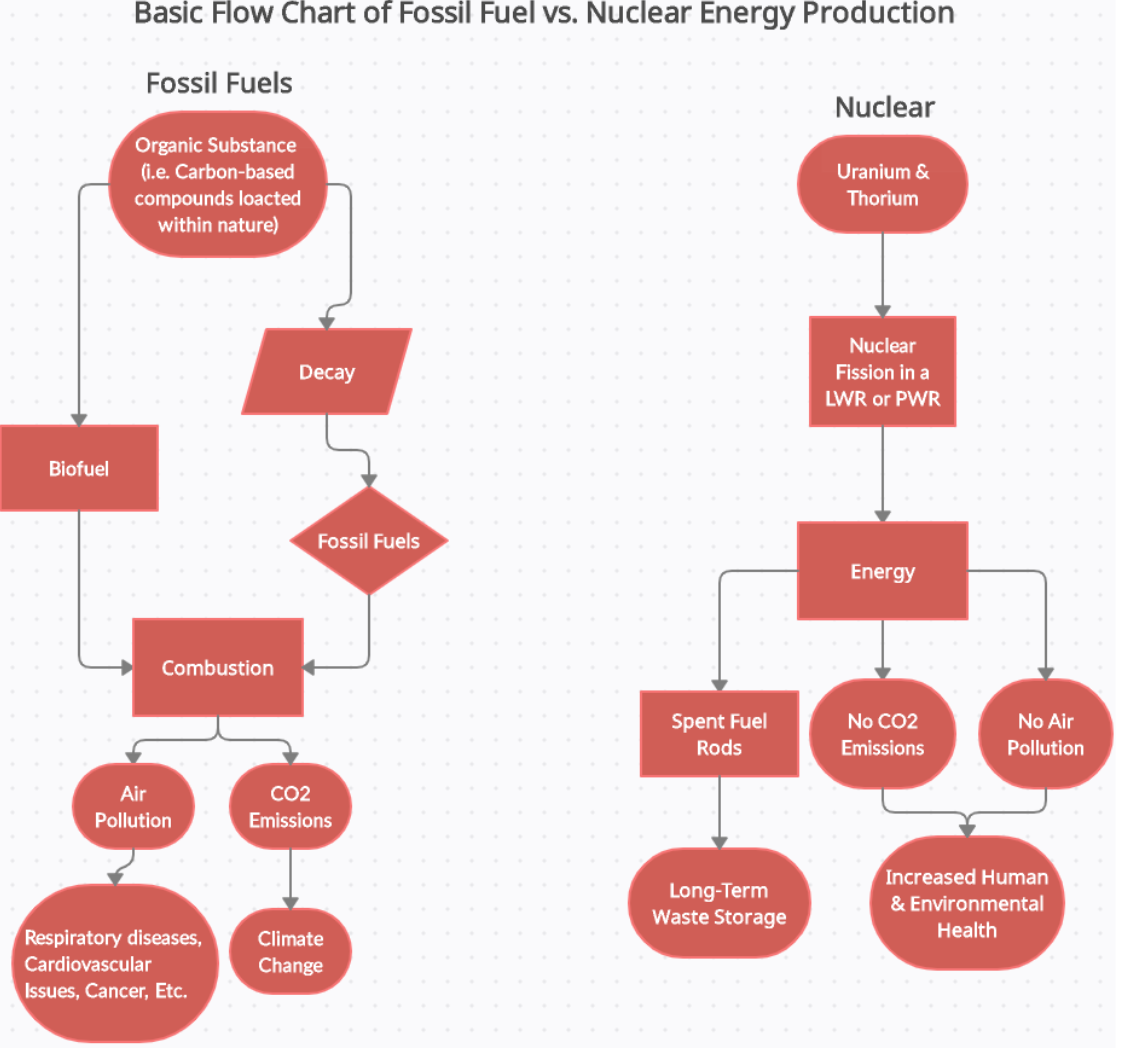 Basic Flow Chart of Fossil Fuel vs. Nuclear Energy Production
Fossil Fuels
Organic Substance
(i.e. Carbon-based
compounds loacted
within nature)
Decay
Biofuel
Fossil Fuels
Combustion
Air
Pollution
CO2
Emissions
Respiratory diseases,
Cardiovascular
Issues, Cancer, Etc.
Climate
Change
Nuclear
Uranium &
Thorium
Nuclear
Fission in a
LWR or PWR
Energy
Spent Fuel
Rods
No CO2
Emissions
No Air
Pollution
Long-Term
Waste Storage
Increased Human
& Environmental
Health